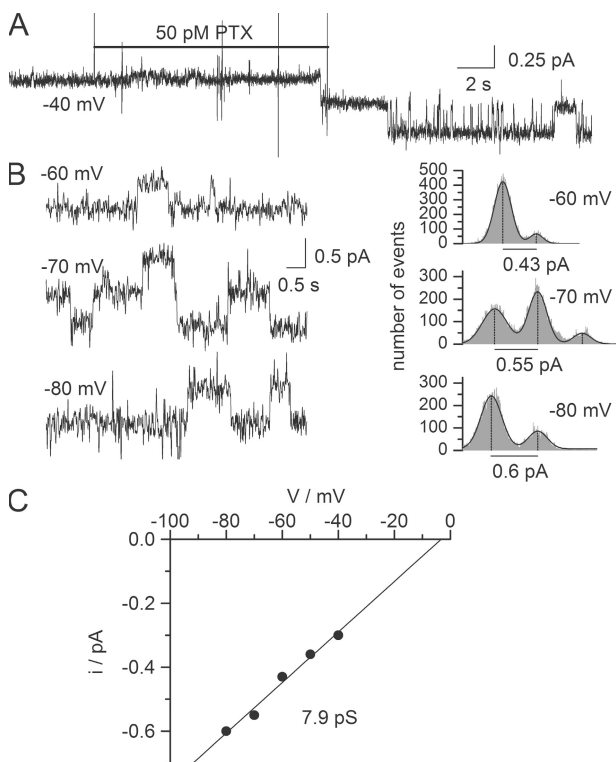 A
50 pM PTX
0.25 pA
2 s
-40 mV
B
-60 mV
-70 mV
0.5 pA
0.5 s
-80 mV
number of events
500
400
300
200
100
0
-60 mV
0.43 pA
300
200
100
0
-70 mV
0.55 pA
300
200
100
0
-80 mV
0.6 pA
C
V / mV
-100 -80 -60 -40 -20 0
0.0
-0.2
-0.4
-0.6
i / pA
7.9 pS